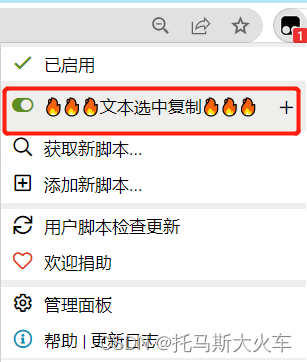 1
已启用
🔥🔥🔥文本选中复制🔥🔥🔥 +
获取新脚本...
添加新脚本...
用户脚本检查更新
欢迎捐助
管理面板
帮助 | 更新日志
CSDN @托马斯大火车